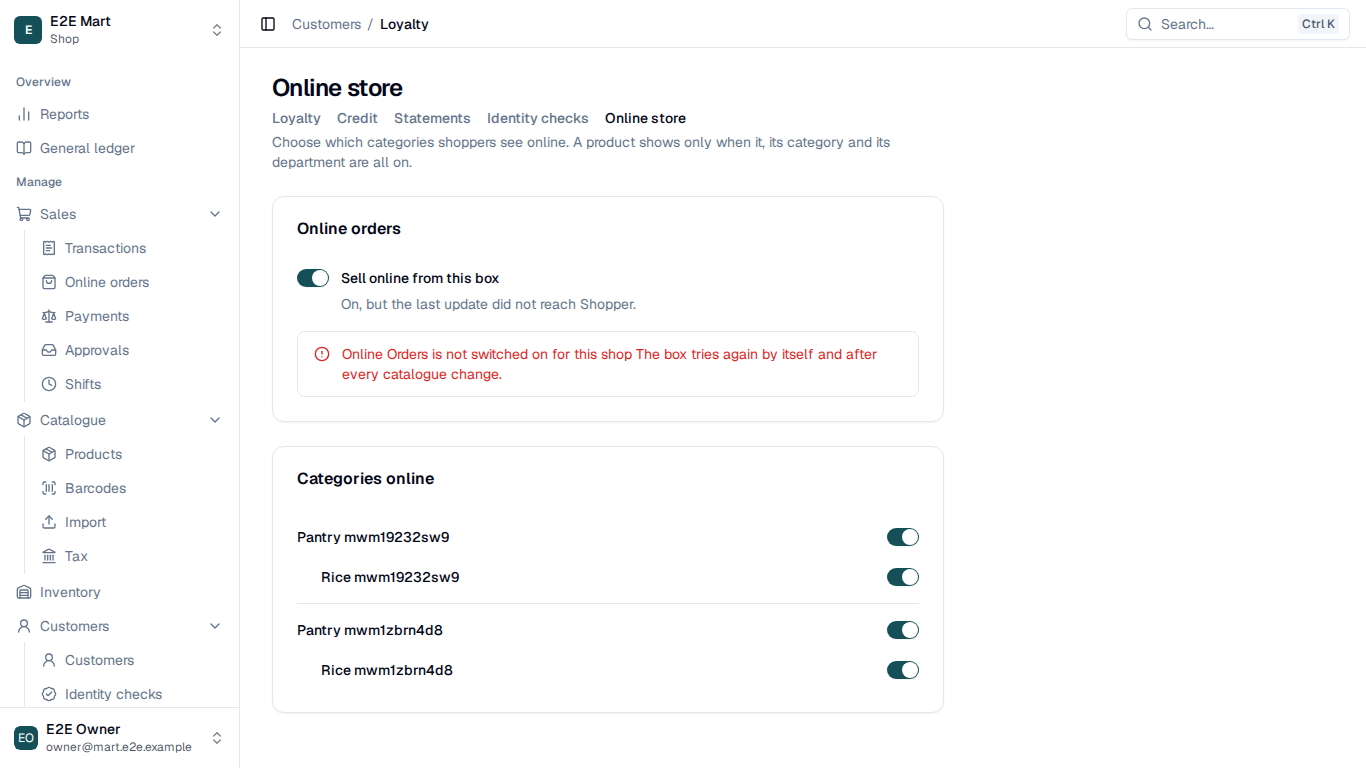 E
E2E Mart
Shop
Customers / Loyalty
Search...
Ctrl K
Overview
Reports
General ledger
Manage
Sales
Transactions
Online orders
Payments
Approvals
Shifts
Catalogue
Products
Barcodes
Import
Tax
Inventory
Customers
Customers
Identity checks
EO
E2E Owner
owner@mart.e2e.example
Online store
Loyalty Credit Statements Identity checks Online store
Choose which categories shoppers see online. A product shows only when it, its category and its
department are all on.
Online orders
Sell online from this box
On, but the last update did not reach Shopper.
Online Orders is not switched on for this shop The box tries again by itself and after
every catalogue change.
Categories online
Pantry mwm19232sw9
Rice mwm19232sw9
Pantry mwm1zbrn4d8
Rice mwm1zbrn4d8